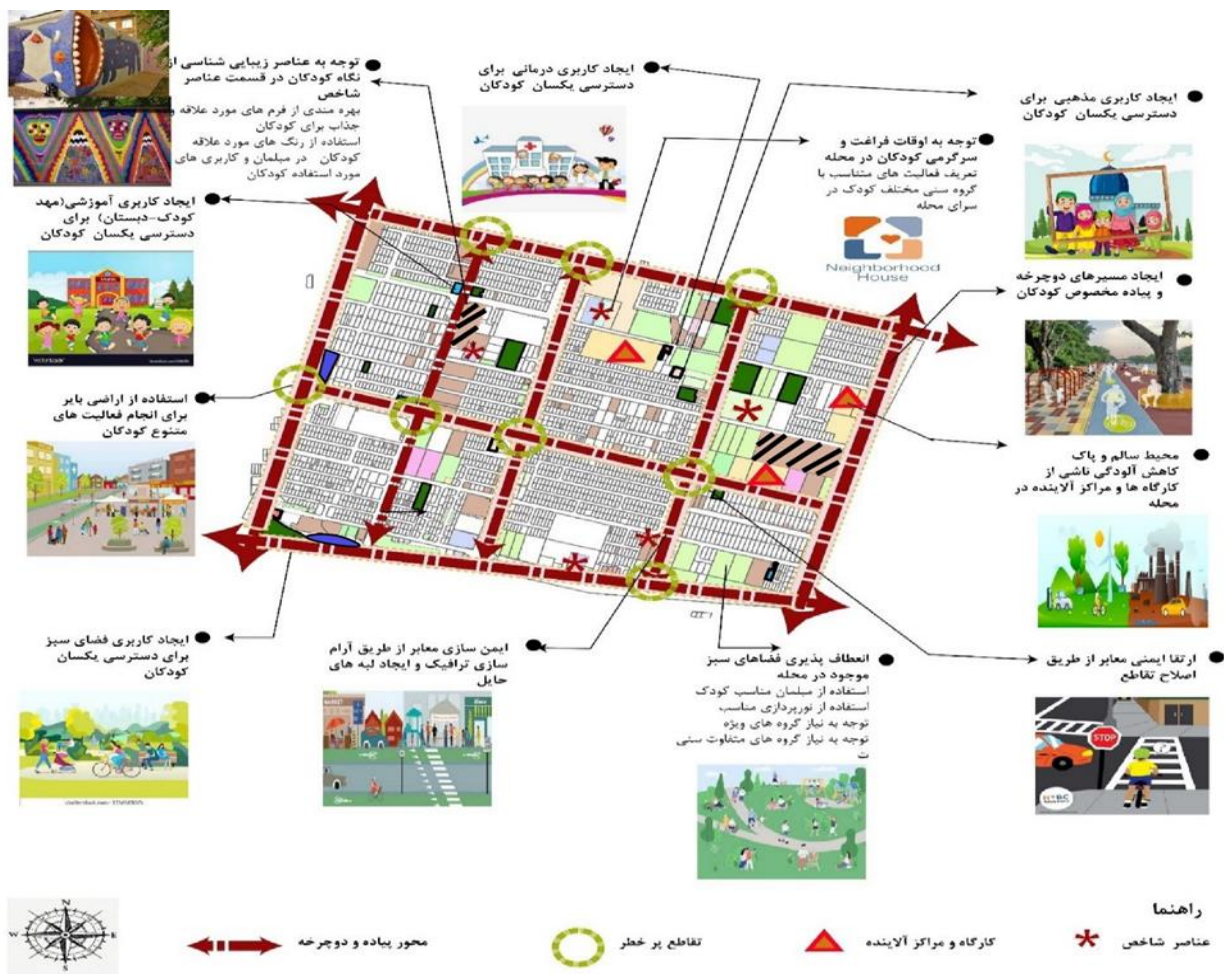 توجه به عناصر زیبایی شناسی از
نگاه کودکان در قسمت عناصر
شاخص
بهره مندی از فرم های مورد علاقه و
جذاب برای کودکان
استفاده از رنگ های مورد علاقه
کودکان در مبلمان و کاربری های
مورد استفاده کودکان
ایجاد کاربری درمانی برای
دسترسی یکسان کودکان
توجه به اوقات فراغت و
سرگرمی کودکان در محله
تعریف فعالیت های متناسب با
گروه سنی مختلف کودک در
سرای محله
Neighborhood
House
ایجاد کاربری مذهبی برای
دسترسی یکسان کودکان
ایجاد مسیرهای دوچرخه
و پیاده مخصوص کودکان
محیط سالم و پاک
کاهش آلودگی ناشی از
کارگاه ها و مراکز آلاینده در
محله
ارتقا ایمنی معابر از طریق
اصلاح تقاطع
STOP
ایجاد کاربری آموزشی(مهد
کودک-دبستان) برای
دسترسی یکسان کودکان
استفاده از اراضی بایر
برای انجام فعالیت های
متنوع کودکان
ایجاد کاربری فضای سبز
برای دسترسی یکسان
کودکان
ایمن سازی معابر از طریق آرام
سازی ترافیک و ایجاد لبه های
حایل
MARKET
انعطاف پذیری فضاهای سبز
موجود در محله
استفاده از مبلمان مناسب کودک
استفاده از نورپردازی مناسب
توجه به نیاز گروه های ویژه
توجه به نیاز گروه های متفاوت سنی
ت
راهنما
عناصر شاخص
کارگاه و مراکز آلاینده
تقاطع پر خطر
محور پیاده و دوچرخه
N
W
E
S